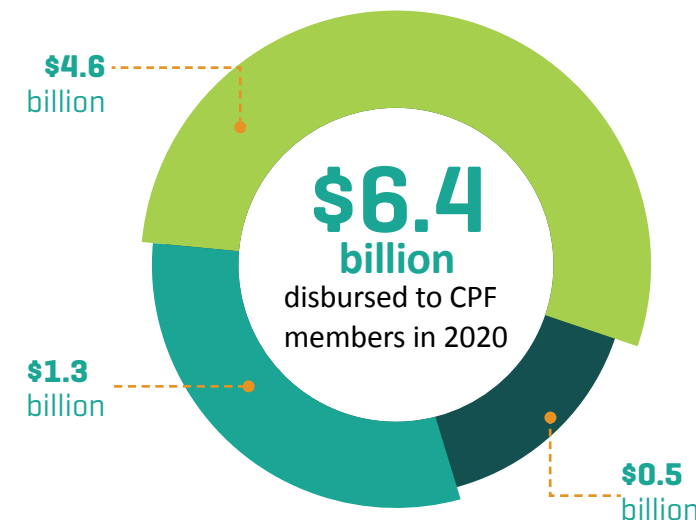 $4.6
billion
$6.4
billion
disbursed to CPF
members in 2020
$1.3
billion
$0.5
billion